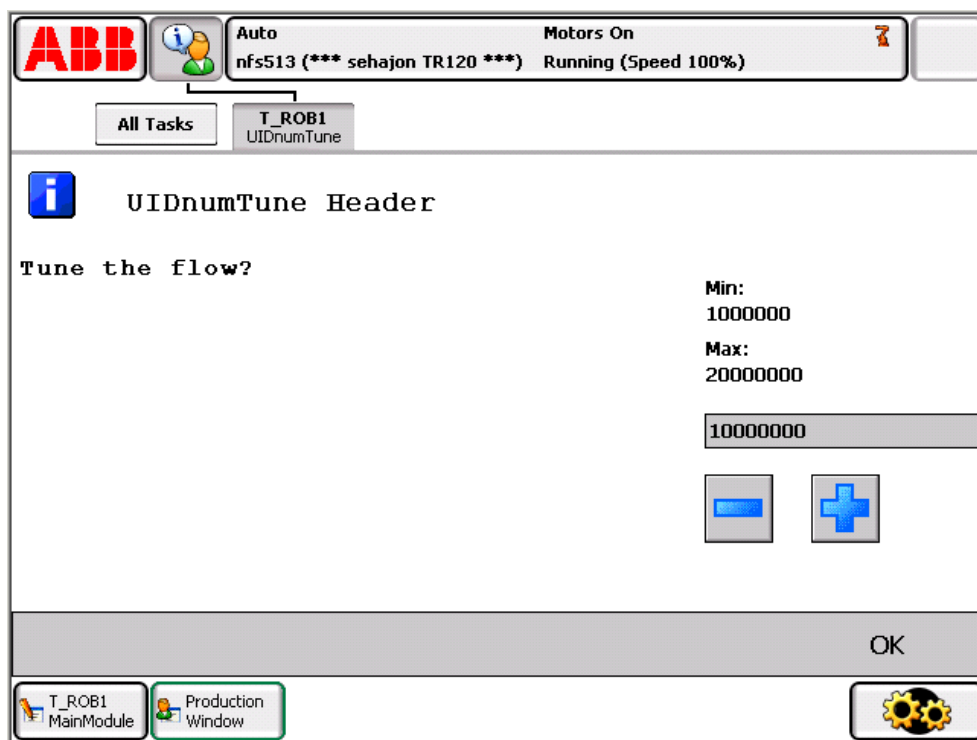 ABB
Auto
Motors On
nfs513 (*** sehajon TR120 ***)
Running (Speed 100%)
All Tasks
T_ROB1
UIDnumTune
i
UIDnumTune Header
Tune the flow?
Min:
1000000
Max:
20000000
10000000
OK
T_ROB1
MainModule
Production
Window